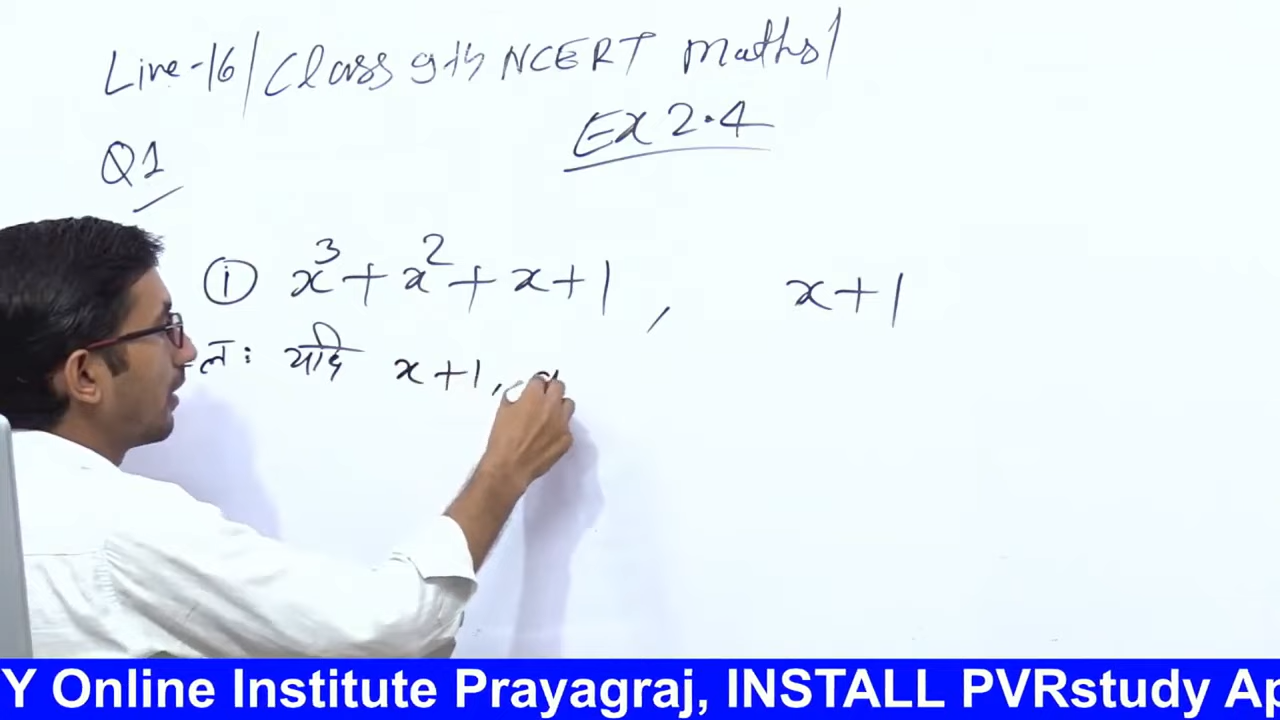 Live-16/Class 9th NCERT Maths/
Ex 2.4
Q1
(i) x³+x²+x+1, x+1
ल: यदि x+1,
Y Online Institute Prayagraj, INSTALL PVRstudy Ap